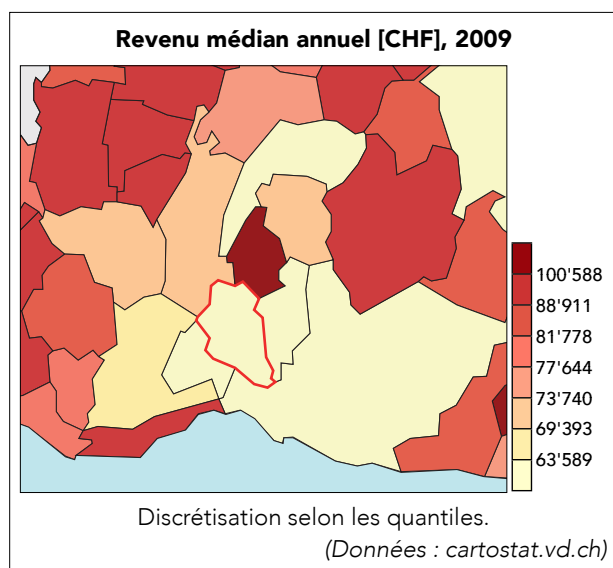 Revenu médian annuel [CHF], 2009
100'588
88'911
81'778
77'644
73'740
69'393
63'589
Discrétisation selon les quantiles.
(Données : cartostat.vd.ch)